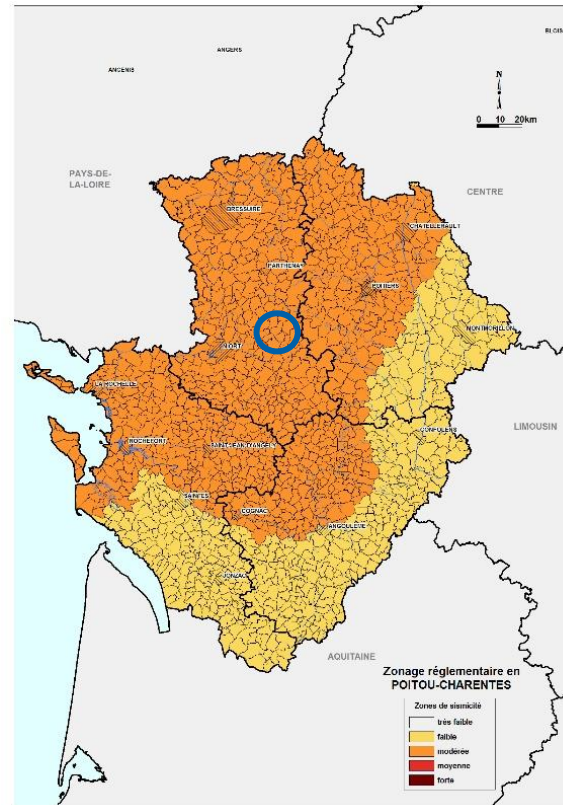 BLOIS
ANGERS
ANCENIS
N
0 10 20km
PAYS-DE-
LA-LOIRE
CENTRE
BRESSUIRE
CHATELLERAULT
PARTHENAY
POITIERS
MONTMORILLON
NIORT
LA ROCHELLE
CONFOLENS
LIMOUSIN
ROCHEFORT
SAINT-JEAN-D'ANGELY
SAINTES
COGNAC
ANGOULEME
JONZAC
AQUITAINE
Zonage réglementaire en
POITOU-CHARENTES
Zones de sismicité
très faible
faible
modérée
moyenne
forte